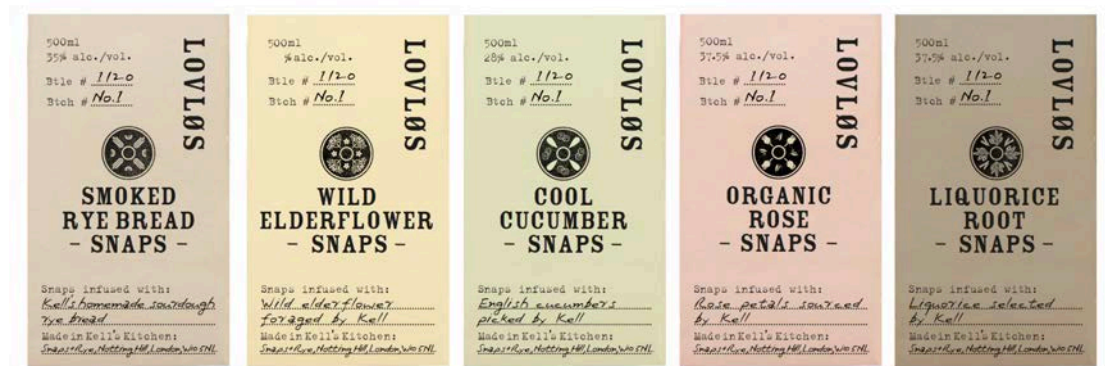 500ml
35% alc./vol.
Btle # 1/20
Btch # No.1
LOVLØS
SMOKED
RYE BREAD
- SNAPS -
Snaps infused with:
Kell's homemade sourdough
rye bread
Made in Kell's Kitchen:
Snaps+Rye, Notting Hill, London, W10 5NL
500ml
% alc./vol.
Btle # 1/20
Btch # No.1
LOVLØS
WILD
ELDERFLOWER
- SNAPS -
Snaps infused with:
Wild elderflower
foraged by Kell
Made in Kell's Kitchen:
Snaps+Rye, Notting Hill, London, W10 5NL
500ml
28% alc./vol.
Btle # 1/20
Btch # No.1
LOVLØS
COOL
CUCUMBER
- SNAPS -
Snaps infused with:
English cucumbers
picked by Kell
Made in Kell's Kitchen:
Snaps+Rye, Notting Hill, London, W10 5NL
500ml
37.5% alc./vol.
Btle # 1/20
Btch # No.1
LOVLØS
ORGANIC
ROSE
- SNAPS -
Snaps infused with:
Rose petals sourced
by Kell
Made in Kell's Kitchen:
Snaps+Rye, Notting Hill, London, W10 5NL
500ml
37.5% alc./vol.
Btle # 1/20
Btch # No.1
LOVLØS
LIQUORICE
ROOT
- SNAPS -
Snaps infused with:
Liquorice selected
by Kell
Made in Kell's Kitchen:
Snaps+Rye, Notting Hill, London, W10 5NL